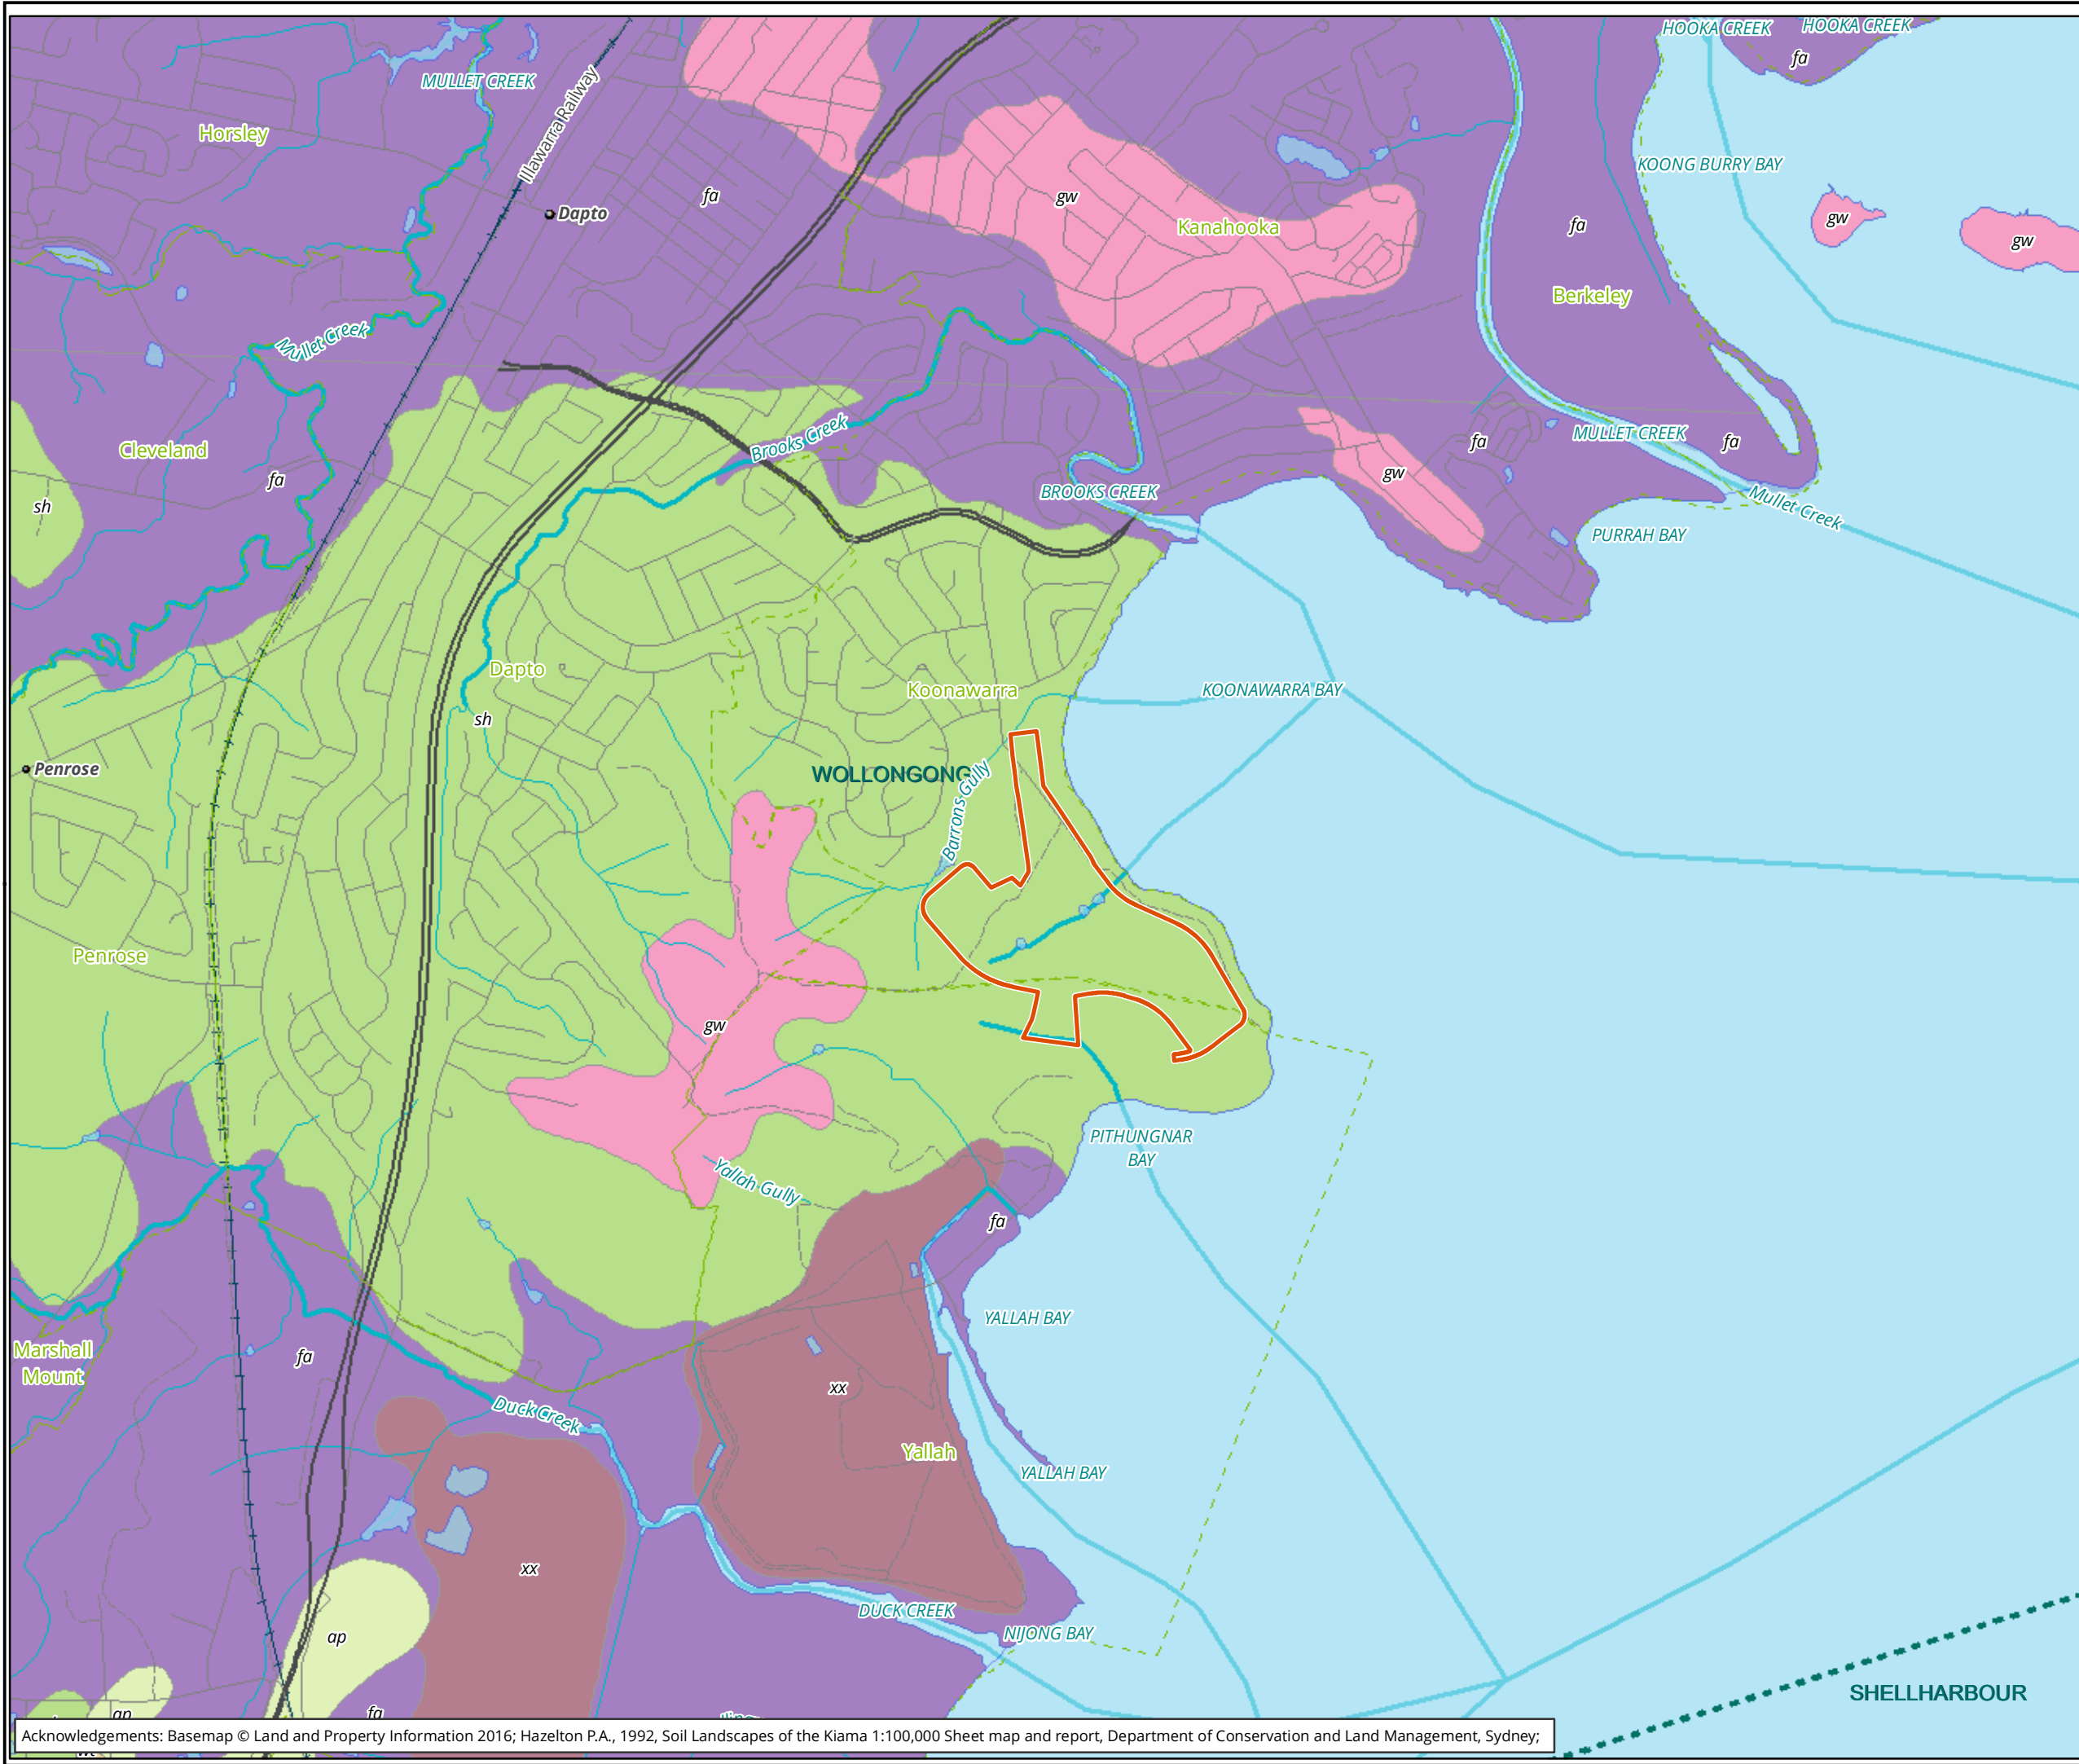 HOOKA CREEK
HOOKA CREEK
fa
MULLET CREEK
Illawarra Railway
Horsley
KOONG BURRY BAY
fa
gw
Dapto
Kanahooka
fa
gw
gw
Berkeley
Mullet Creek
Brooks Creek
MULLET CREEK
fa
fa
Cleveland
gw
fa
BROOKS CREEK
sh
Mullet Creek
PURRAH BAY
Dapto
Koonawarra
KOONAWARRA BAY
sh
Penrose
WOLLONGONG
Barrons Gully
Penrose
gw
PITHUNGNAR
BAY
Yallah Gully
fa
YALLAH BAY
Marshall
Mount
fa
xx
Duck Creek
Yallah
YALLAH BAY
xx
DUCK CREEK
ap
NIJONG BAY
SHELLHARBOUR
ap
fa
Acknowledgements: Basemap © Land and Property Information 2016; Hazelton P.A., 1992, Soil Landscapes of the Kiama 1:100,000 Sheet map and report, Department of Conservation and Land Management, Sydney;